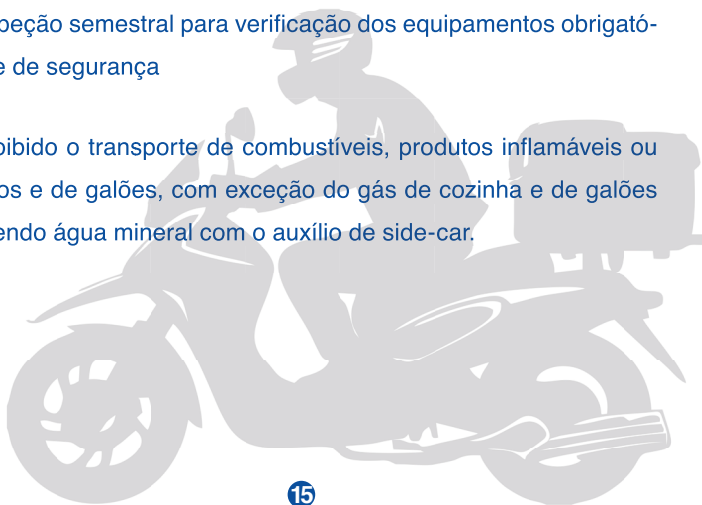 peção semestral para verificação dos equipamentos obrigató-
e de segurança
oibido o transporte de combustíveis, produtos inflamáveis ou
os e de galões, com exceção do gás de cozinha e de galões
endo água mineral com o auxílio de side-car.
15